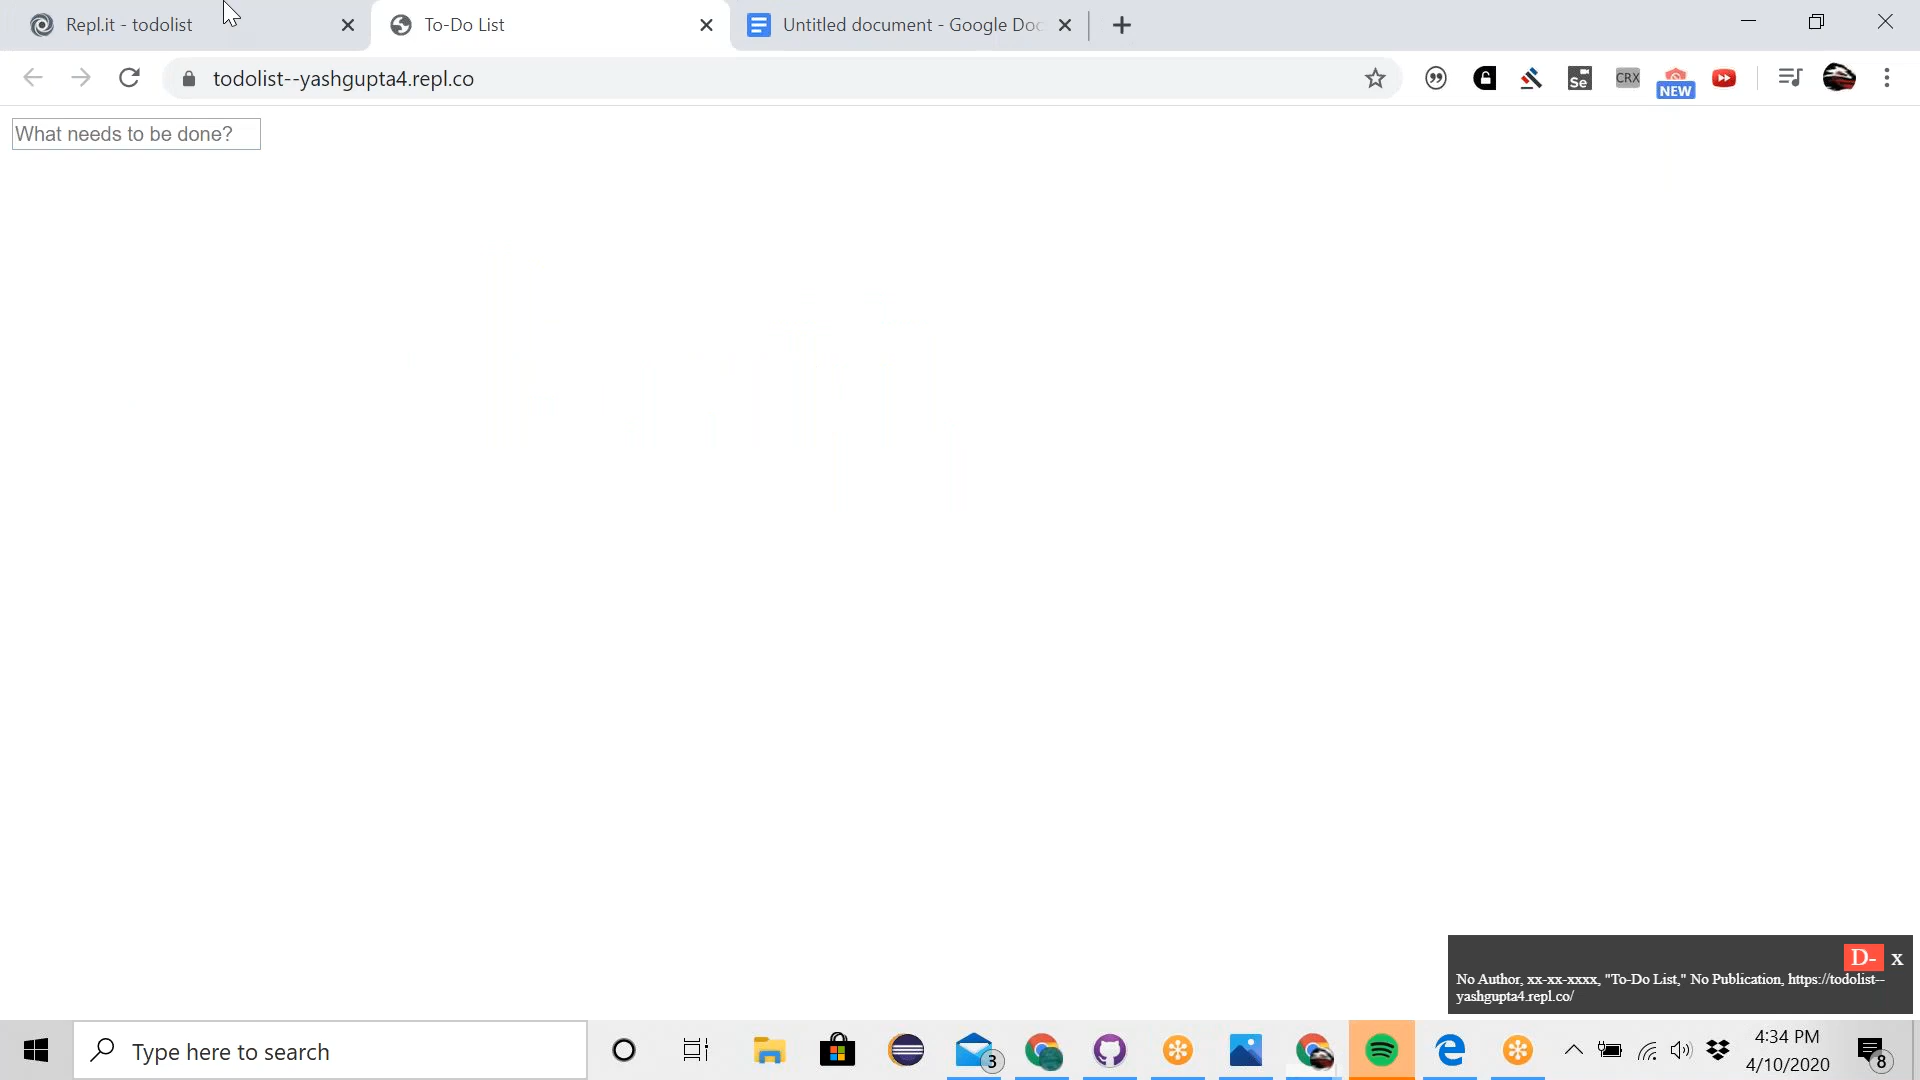 Repl.it - todolist
To-Do List
Untitled document - Google Doc
todolist--yashgupta4.repl.co
Se
CRX
NEW
What needs to be done?
D- x
No Author, xx-xx-xxxx, "To-Do List," No Publication, https://todolist--
yashgupta4.repl.co/
Type here to search
3
4:34 PM
4/10/2020
8